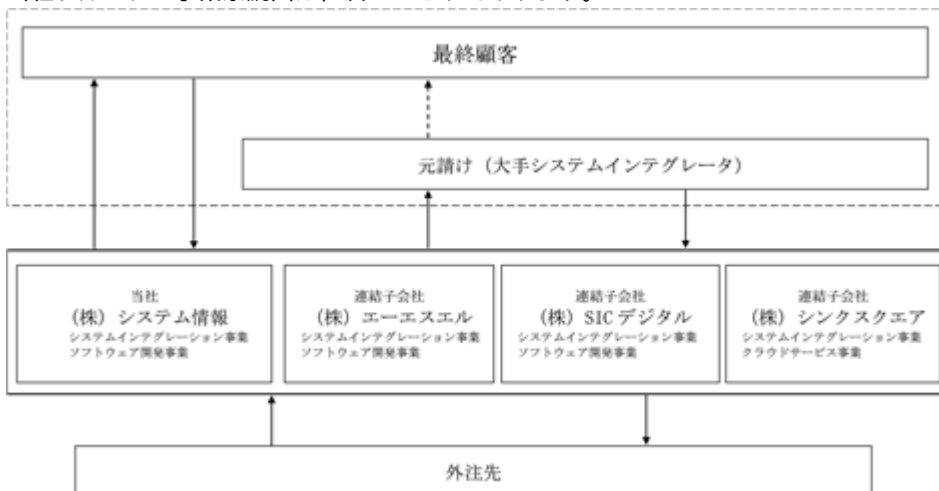 最終顧客
元請け（大手システムインテグレータ）
当社
（株）システム情報
システムインテグレーション事業
ソフトウェア開発事業
連結子会社
（株）エーエスエル
システムインテグレーション事業
ソフトウェア開発事業
連結子会社
（株）SICデジタル
システムインテグレーション事業
ソフトウェア開発事業
連結子会社
（株）シンクスクエア
システムインテグレーション事業
クラウドサービス事業
外注先